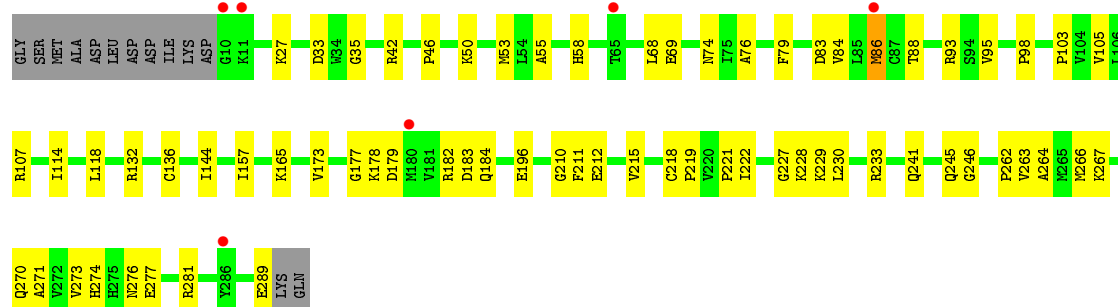 GLY SER MET ALA ASP LEU ASP ASP ILE LYS ASP G10 K11 K27 D33 W34 G35 R42 P46 K50 M53 L54 A55 H58 T65 L68 E69 N74 I75 A76 F79 D83 V84 L85 M86 C87 T88 R93 S94 V95 P98 P103 V104 V105 L106
R107 I114 L118 R132 C136 I144 I157 K165 V173 G177 K178 D179 M180 V181 R182 D183 Q184 E196 G210 F211 E212 V215 C218 P219 V220 P221 I222 G227 K228 K229 L230 R233 Q241 Q245 G246 P262 V263 A264 M265 M266 K267
Q270 A271 V272 V273 H274 H275 N276 E277 R281 Y286 E289 LYS GLN